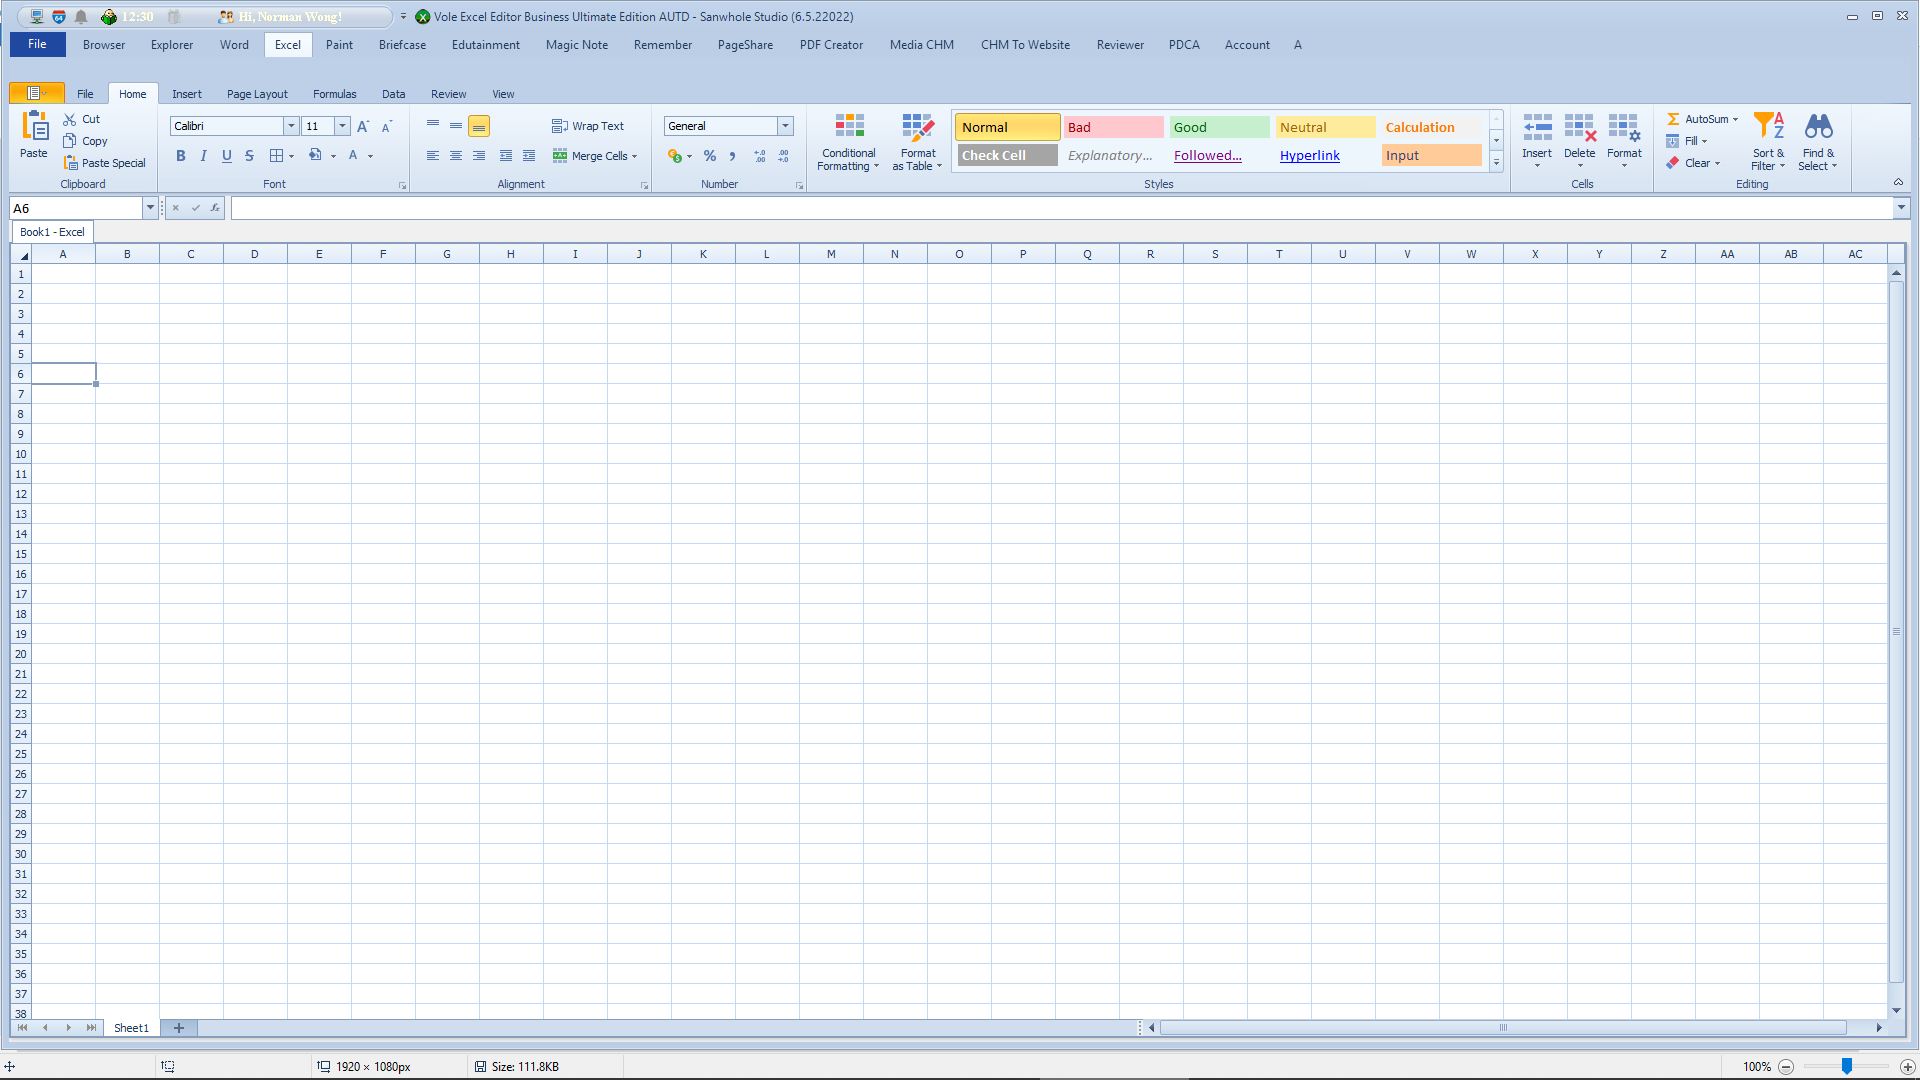 12:30 Hi, Norman Wong! Vole Excel Editor Business Ultimate Edition AUTD - Sanwhole Studio (6.5.22022)
File Browser Explorer Word Excel Paint Briefcase Edutainment Magic Note Remember PageShare PDF Creator Media CHM CHM To Website Reviewer PDCA Account A
File Home Insert Page Layout Formulas Data Review View
Paste
Cut
Copy
Paste Special
Clipboard
Calibri 11
B I U S A
Font
Wrap Text
Merge Cells
Alignment
General
Number
Conditional
Formatting
Format
as Table
Normal Bad Good Neutral Calculation
Check Cell Explanatory... Followed... Hyperlink Input
Styles
Insert Delete Format
Cells
AutoSum
Fill
Clear
Sort &
Filter
Find &
Select
Editing
A6
Book1 - Excel
A B C D E F G H I J K L M N O P Q R S T U V W X Y Z AA AB AC
1
2
3
4
5
6
7
8
9
10
11
12
13
14
15
16
17
18
19
20
21
22
23
24
25
26
27
28
29
30
31
32
33
34
35
36
37
38
Sheet1
1920 × 1080px Size: 111.8KB 100%